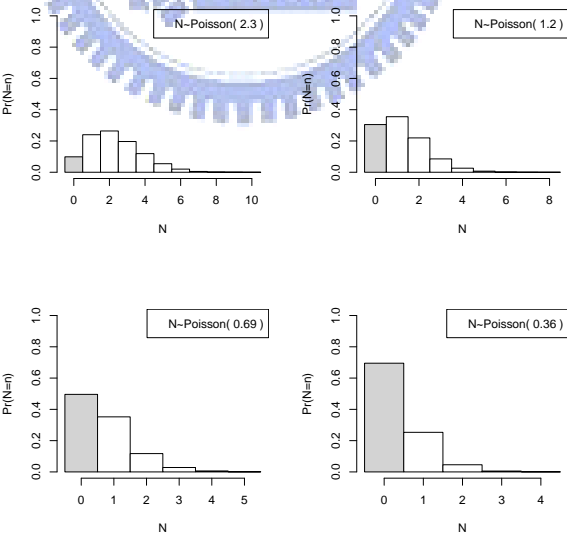 N~Poisson( 2.3 )
Pr(N=n)
0.0 0.2 0.4 0.6 0.8 1.0
0 2 4 6 8 10
N
N~Poisson( 1.2 )
Pr(N=n)
0.0 0.2 0.4 0.6 0.8 1.0
0 2 4 6 8
N
N~Poisson( 0.69 )
Pr(N=n)
0.0 0.2 0.4 0.6 0.8 1.0
0 1 2 3 4 5
N
N~Poisson( 0.36 )
Pr(N=n)
0.0 0.2 0.4 0.6 0.8 1.0
0 1 2 3 4
N